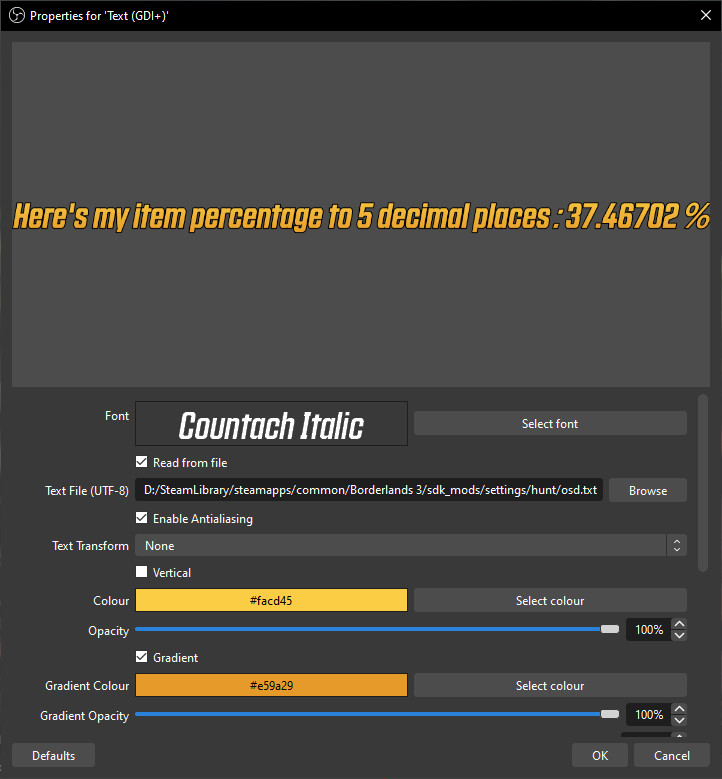 Properties for 'Text (GDI+)'
Here's my item percentage to 5 decimal places : 37.46702 %
Font
Countach Italic
Select font
Read from file
Text File (UTF-8)
D:/SteamLibrary/steamapps/common/Borderlands 3/sdk_mods/settings/hunt/osd.txt
Browse
Enable Antialiasing
Text Transform
None
Vertical
Colour
#facd45
Select colour
Opacity
100%
Gradient
Gradient Colour
#e59a29
Select colour
Gradient Opacity
100%
Defaults
OK
Cancel